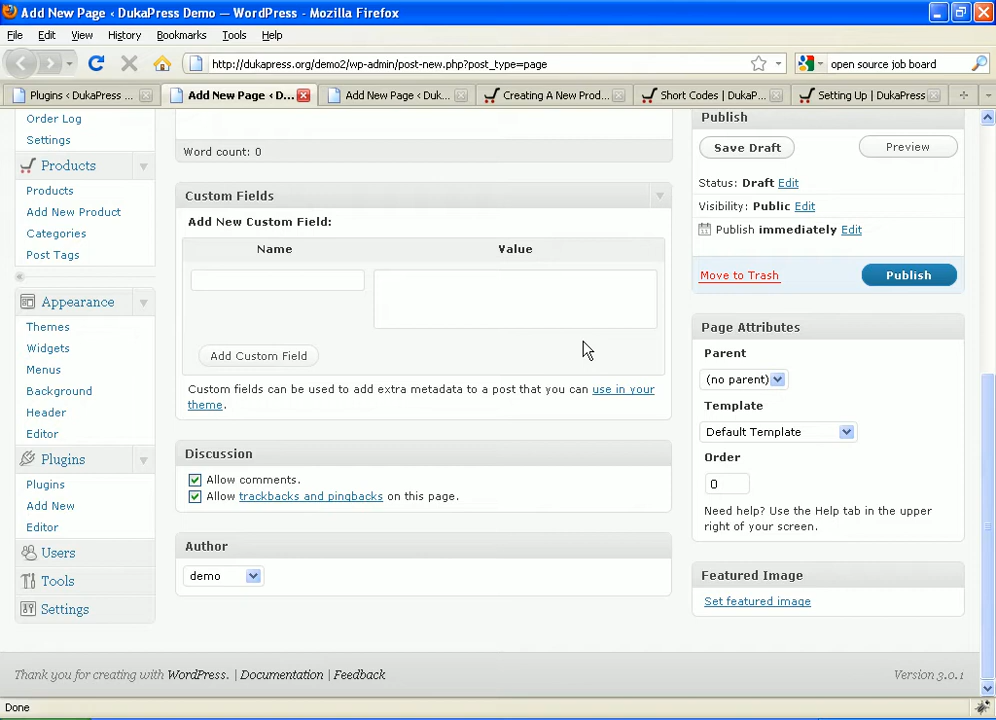 Add New Page ‹ DukaPress Demo — WordPress - Mozilla Firefox
File Edit View History Bookmarks Tools Help
http://dukapress.org/demo2/wp-admin/post-new.php?post_type=page
open source job board
Plugins ‹ DukaPress ...
Add New Page ‹ D...
Add New Page ‹ Duk...
Creating A New Prod...
Short Codes | DukaP...
Setting Up | DukaPress
Order Log
Settings
Products
Products
Add New Product
Categories
Post Tags
Appearance
Themes
Widgets
Menus
Background
Header
Editor
Plugins
Plugins
Add New
Editor
Users
Tools
Settings
Word count: 0
Custom Fields
Add New Custom Field:
Name Value
Add Custom Field
Custom fields can be used to add extra metadata to a post that you can use in your
theme.
Discussion
Allow comments.
Allow trackbacks and pingbacks on this page.
Author
demo
Publish
Save Draft Preview
Status: Draft Edit
Visibility: Public Edit
Publish immediately Edit
Move to Trash Publish
Page Attributes
Parent
(no parent)
Template
Default Template
Order
0
Need help? Use the Help tab in the upper
right of your screen.
Featured Image
Set featured image
Thank you for creating with WordPress. | Documentation | Feedback
Version 3.0.1
Done